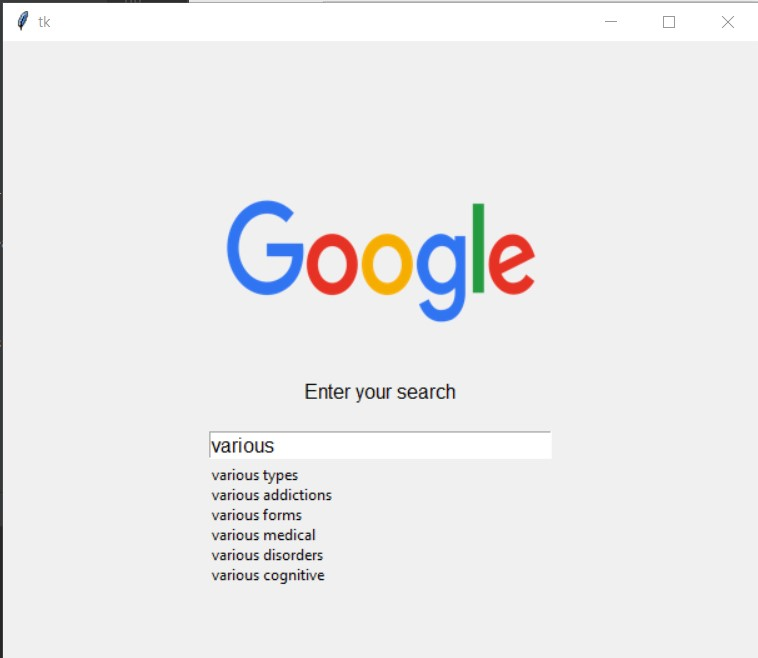 tk
Google
Enter your search
various
various types
various addictions
various forms
various medical
various disorders
various cognitive